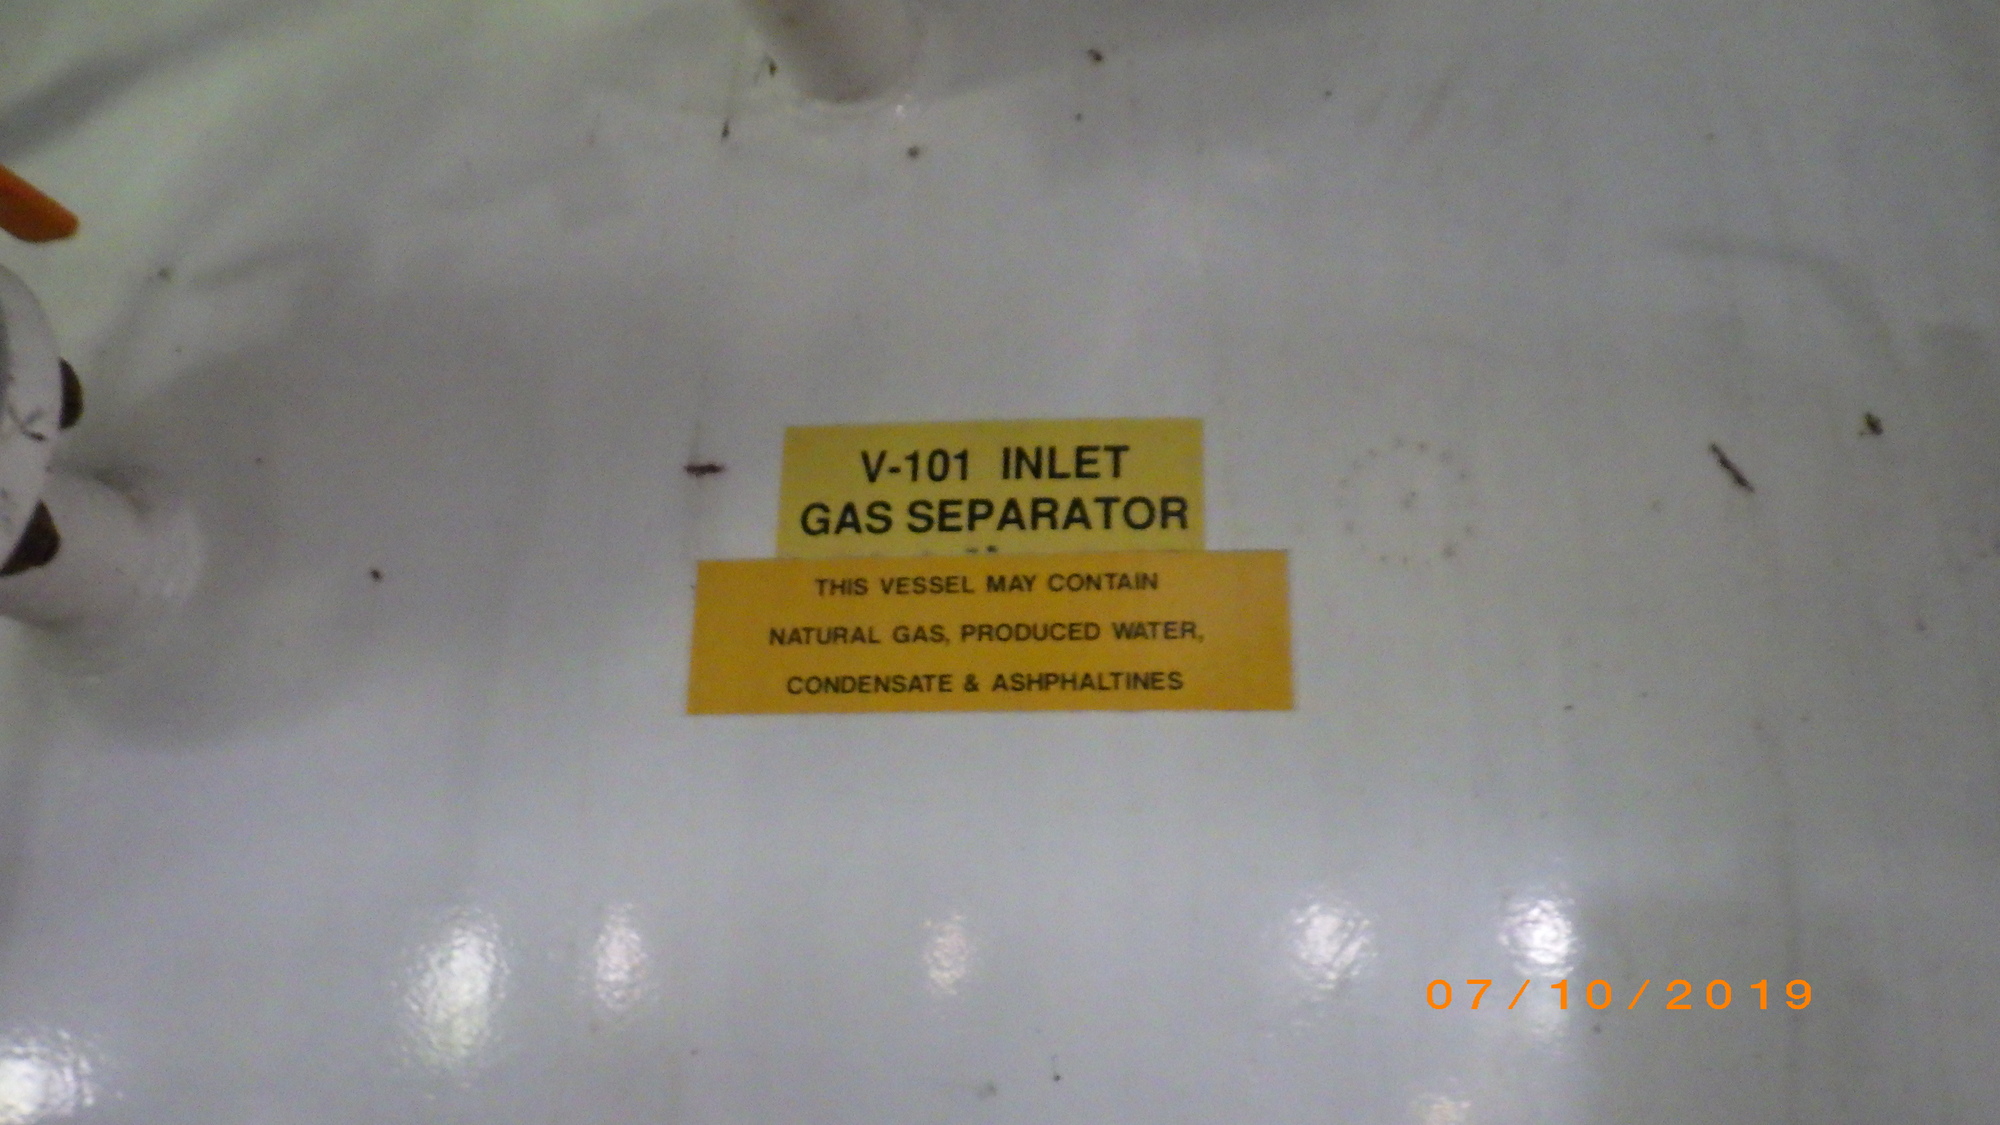 V-101 INLET
GAS SEPARATOR
THIS VESSEL MAY CONTAIN
NATURAL GAS, PRODUCED WATER,
CONDENSATE & ASHPHALTINES
07/10/2019